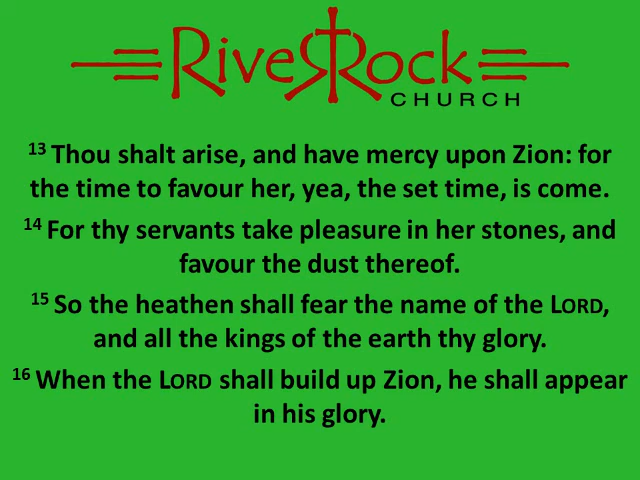 RiverRock
CHURCH
13 Thou shalt arise, and have mercy upon Zion: for
the time to favour her, yea, the set time, is come.
14 For thy servants take pleasure in her stones, and
favour the dust thereof.
15 So the heathen shall fear the name of the LORD,
and all the kings of the earth thy glory.
16 When the LORD shall build up Zion, he shall appear
in his glory.